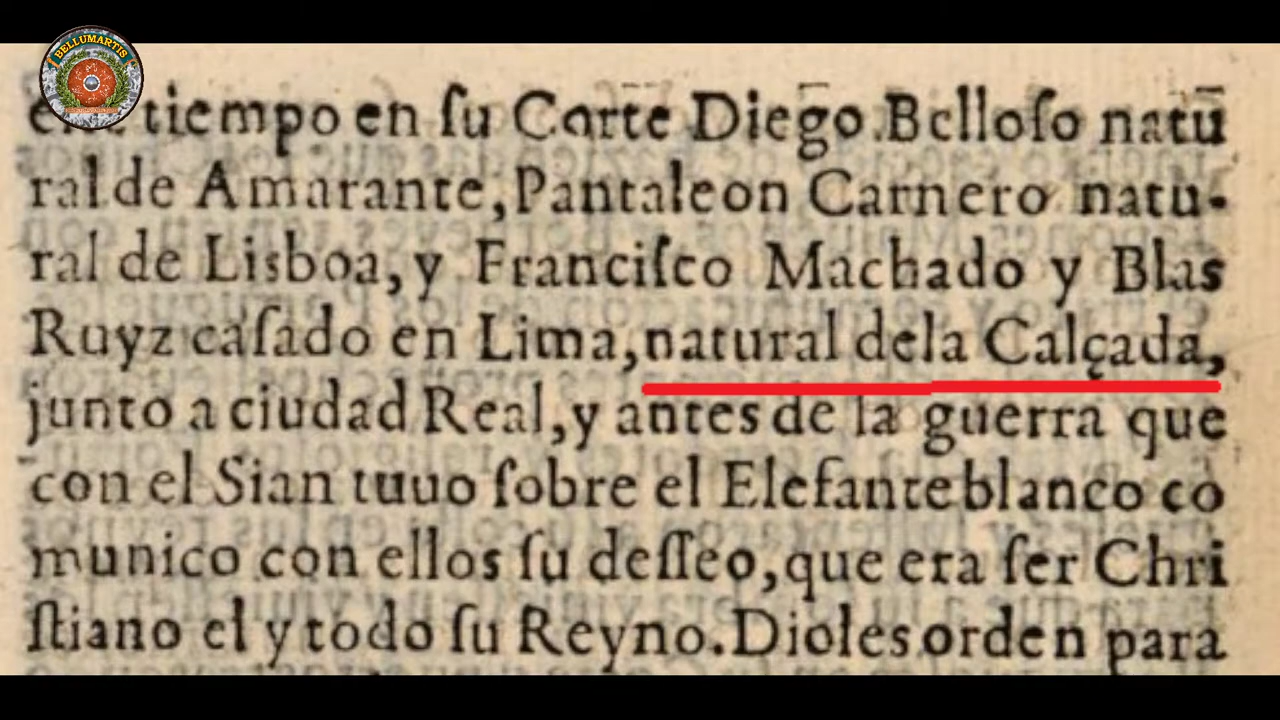 BELLUMARTIS
tiempo en ſu Corte Diego Belloſo natū
ral de Amarante, Pantaleon Carnero natu-
ral de Lisboa, y Franciſco Machado y Blas
Ruyz caſado en Lima, natural dela Calçada,
junto a ciudad Real, y antes de la guerra que
con el Sian tuuo ſobre el Elefante blanco cò
munico con ellos ſu deſſeo, que era ſer Chri
ſtiano el y todo ſu Reyno. Dioles orden para